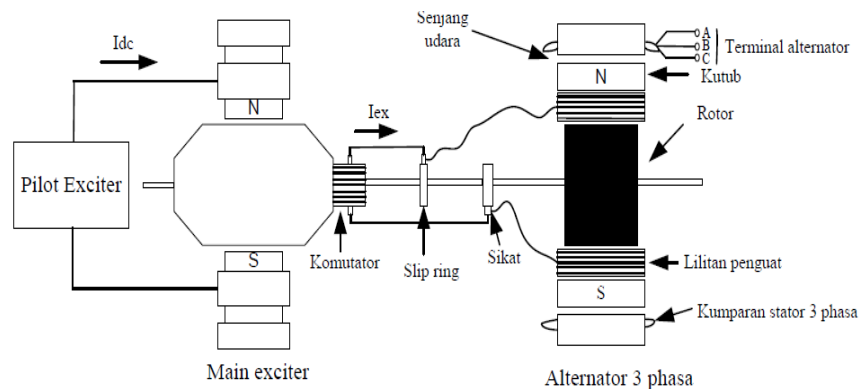 Idc
Pilot Exciter
N
S
Main exciter
Iex
Komutator
Slip ring
Sikat
Senjang
udara
A
B
C
Terminal alternator
N
Kutub
Rotor
Lilitan penguat
S
Kumparan stator 3 phasa
Alternator 3 phasa